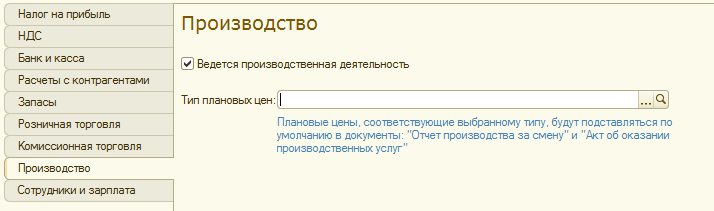 Налог на прибыль
НДС
Банк и касса
Расчеты с контрагентами
Запасы
Розничная торговля
Комиссионная торговля
Производство
Сотрудники и зарплата
Производство
Ведется производственная деятельность
Тип плановых цен:
...
Плановые цены, соответствующие выбранному типу, будут подставляться по
умолчанию в документы: "Отчет производства за смену" и "Акт об оказании
производственных услуг"